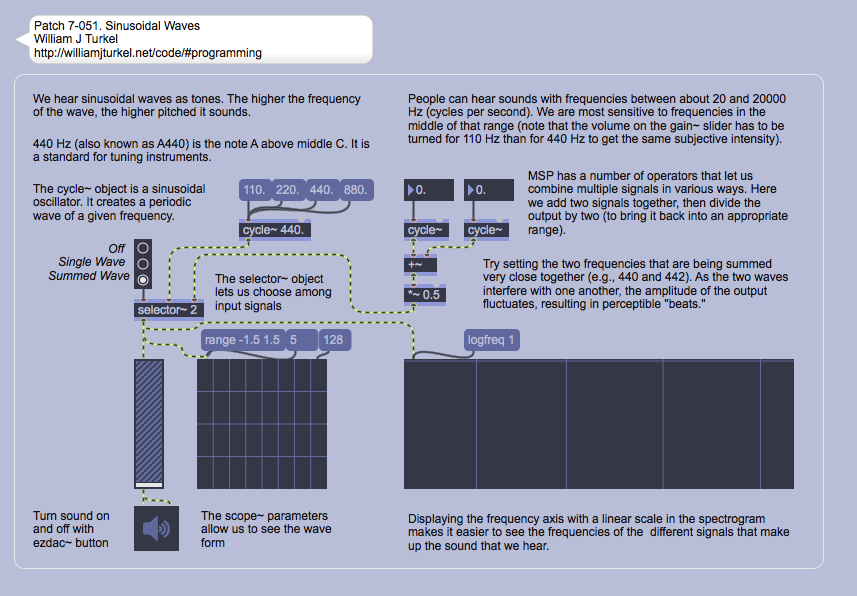 Patch 7-051. Sinusoidal Waves
William J Turkel
http://williamjturkel.net/code/#programming
We hear sinusoidal waves as tones. The higher the frequency
of the wave, the higher pitched it sounds.
440 Hz (also known as A440) is the note A above middle C. It is
a standard for tuning instruments.
The cycle~ object is a sinusoidal
oscillator. It creates a periodic
wave of a given frequency.
110. 220. 440. 880.
cycle~ 440.
Off
Single Wave
Summed Wave
The selector~ object
lets us choose among
input signals
selector~ 2
People can hear sounds with frequencies between about 20 and 20000
Hz (cycles per second). We are most sensitive to frequencies in the
middle of that range (note that the volume on the gain~ slider has to be
turned for 110 Hz than for 440 Hz to get the same subjective intensity).
0. 0.
cycle~ cycle~
+~
*~ 0.5
MSP has a number of operators that let us
combine multiple signals in various ways. Here
we add two signals together, then divide the
output by two (to bring it back into an appropriate
range).
Try setting the two frequencies that are being summed
very close together (e.g., 440 and 442). As the two waves
interfere with one another, the amplitude of the output
fluctuates, resulting in perceptible "beats."
range -1.5 1.5 5 128
logfreq 1
Turn sound on
and off with
ezdac~ button
The scope~ parameters
allow us to see the wave
form
Displaying the frequency axis with a linear scale in the spectrogram
makes it easier to see the frequencies of the different signals that make
up the sound that we hear.